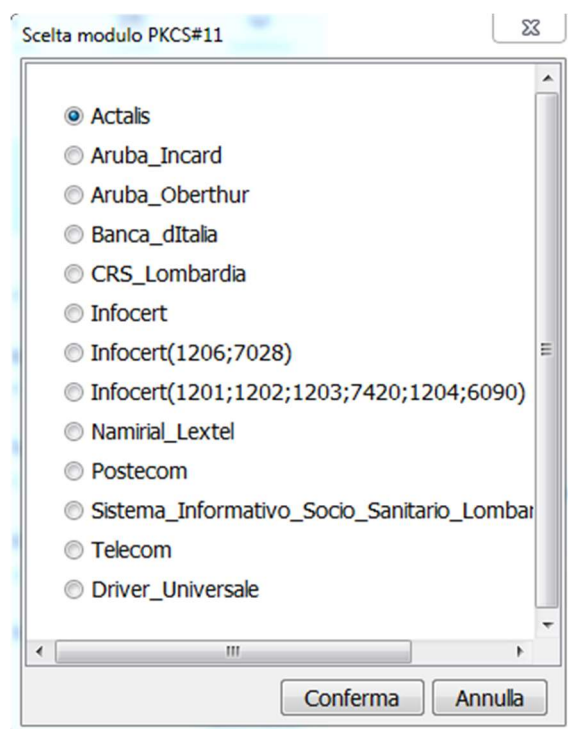 Scelta modulo PKCS#11
Actalis
Aruba_Incard
Aruba_Oberthur
Banca_dItalia
CRS_Lombardia
Infocert
Infocert(1206;7028)
Infocert(1201;1202;1203;7420;1204;6090)
Namirial_Lextel
Postecom
Sistema_Informativo_Socio_Sanitario_Lombar
Telecom
Driver_Universale
Conferma Annulla